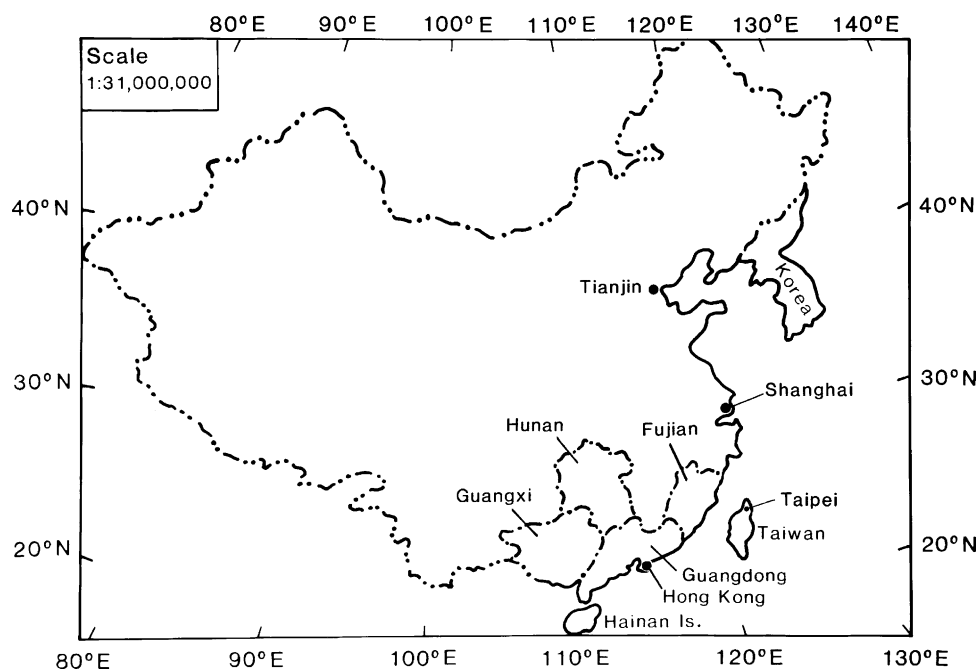 80°E 90°E 100°E 110°E 120°E 130°E 140°E
Scale
1:31,000,000
40°N 40°N
Korea
Tianjin
30°N 30°N
Shanghai
Hunan Fujian
Guangxi
Taipei
Taiwan
20°N 20°N
Guangdong
Hong Kong
Hainan Is.
80°E 90°E 100°E 110°E 120°E 130°E